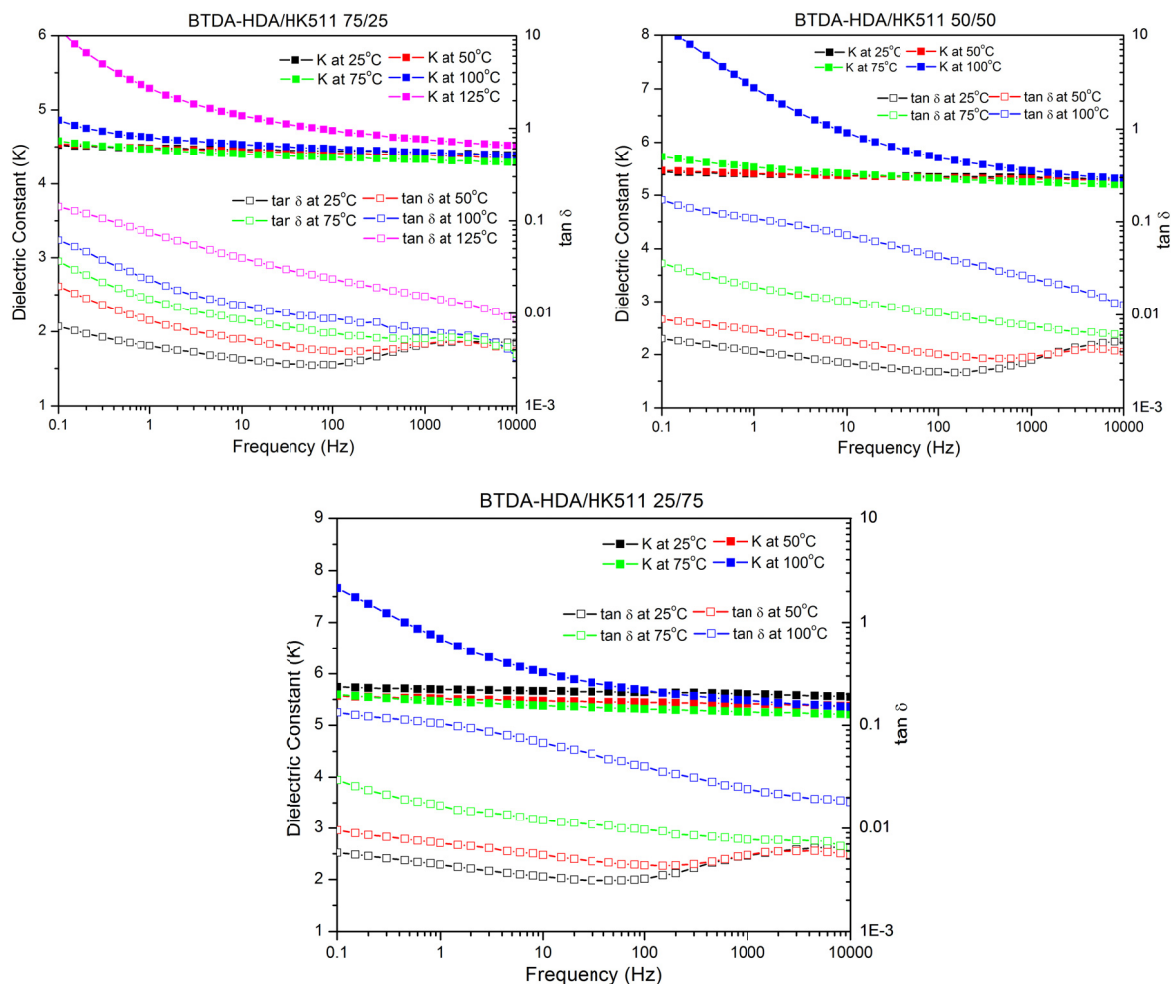 BTDA-HDA/HK511 75/25
K at 25°C K at 50°C
K at 75°C K at 100°C
K at 125°C
tar δ at 25°C tan δ at 50°C
tan δ at 75°C tan δ at 100°C
tan δ at 125°C
Dielectric Constant (K)
6
5
4
3
2
1
tan δ
10
1
0.1
0.01
1E-3
0.1 1 10 100 1000 10000
Frequency (Hz)
BTDA-HDA/HK511 50/50
K at 25°C K at 50°C
K at 75°C K at 100°C
tan δ at 25°C tan δ at 50°C
tan δ at 75°C tan δ at 100°C
Dielectric Constant (K)
8
7
6
5
4
3
2
1
tan δ
10
1
0.1
0.01
1E-3
0.1 1 10 100 1000 10000
Frequency (Hz)
BTDA-HDA/HK511 25/75
K at 25°C K at 50°C
K at 75°C K at 100°C
tan δ at 25°C tan δ at 50°C
tan δ at 75°C tan δ at 100°C
Dielectric Constant (K)
9
8
7
6
5
4
3
2
1
tan δ
10
1
0.1
0.01
1E-3
0.1 1 10 100 1000 10000
Frequency (Hz)